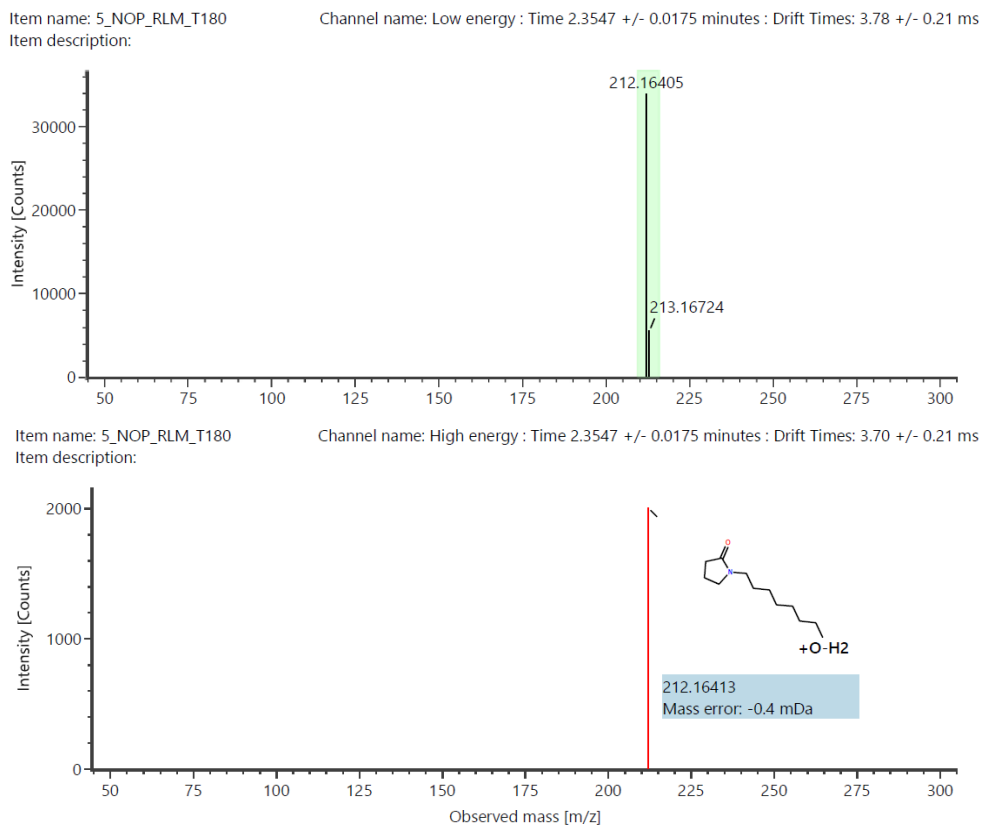 Item name: 5_NOP_RLM_T180 Channel name: Low energy : Time 2.3547 +/- 0.0175 minutes : Drift Times: 3.78 +/- 0.21 ms
Item description:
212.16405
30000
20000
Intensity [Counts]
10000
213.16724
0
50 75 100 125 150 175 200 225 250 275 300
Item name: 5_NOP_RLM_T180 Channel name: High energy : Time 2.3547 +/- 0.0175 minutes : Drift Times: 3.70 +/- 0.21 ms
Item description:
2000
O
N
Intensity [Counts]
1000
+O-H2
212.16413
Mass error: -0.4 mDa
0
50 75 100 125 150 175 200 225 250 275 300
Observed mass [m/z]